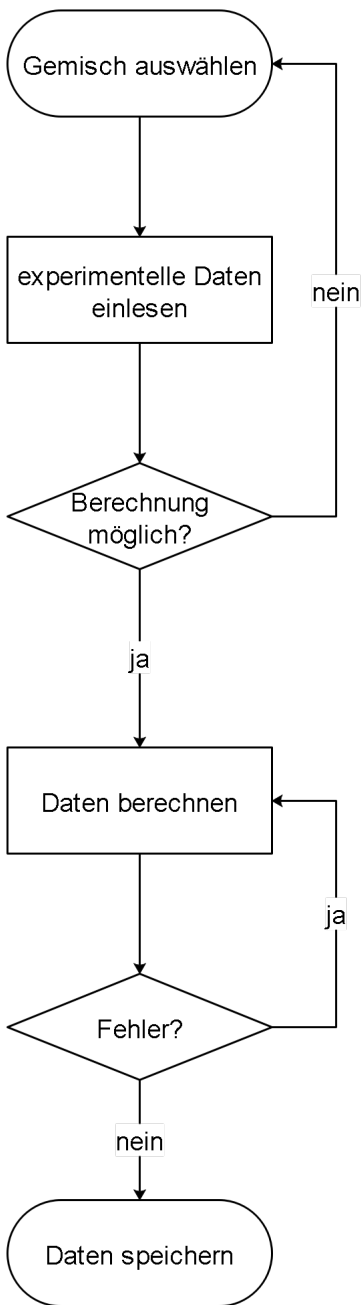 Gemisch auswählen
experimentelle Daten
einlesen
nein
Berechnung
möglich?
ja
Daten berechnen
ja
Fehler?
nein
Daten speichern